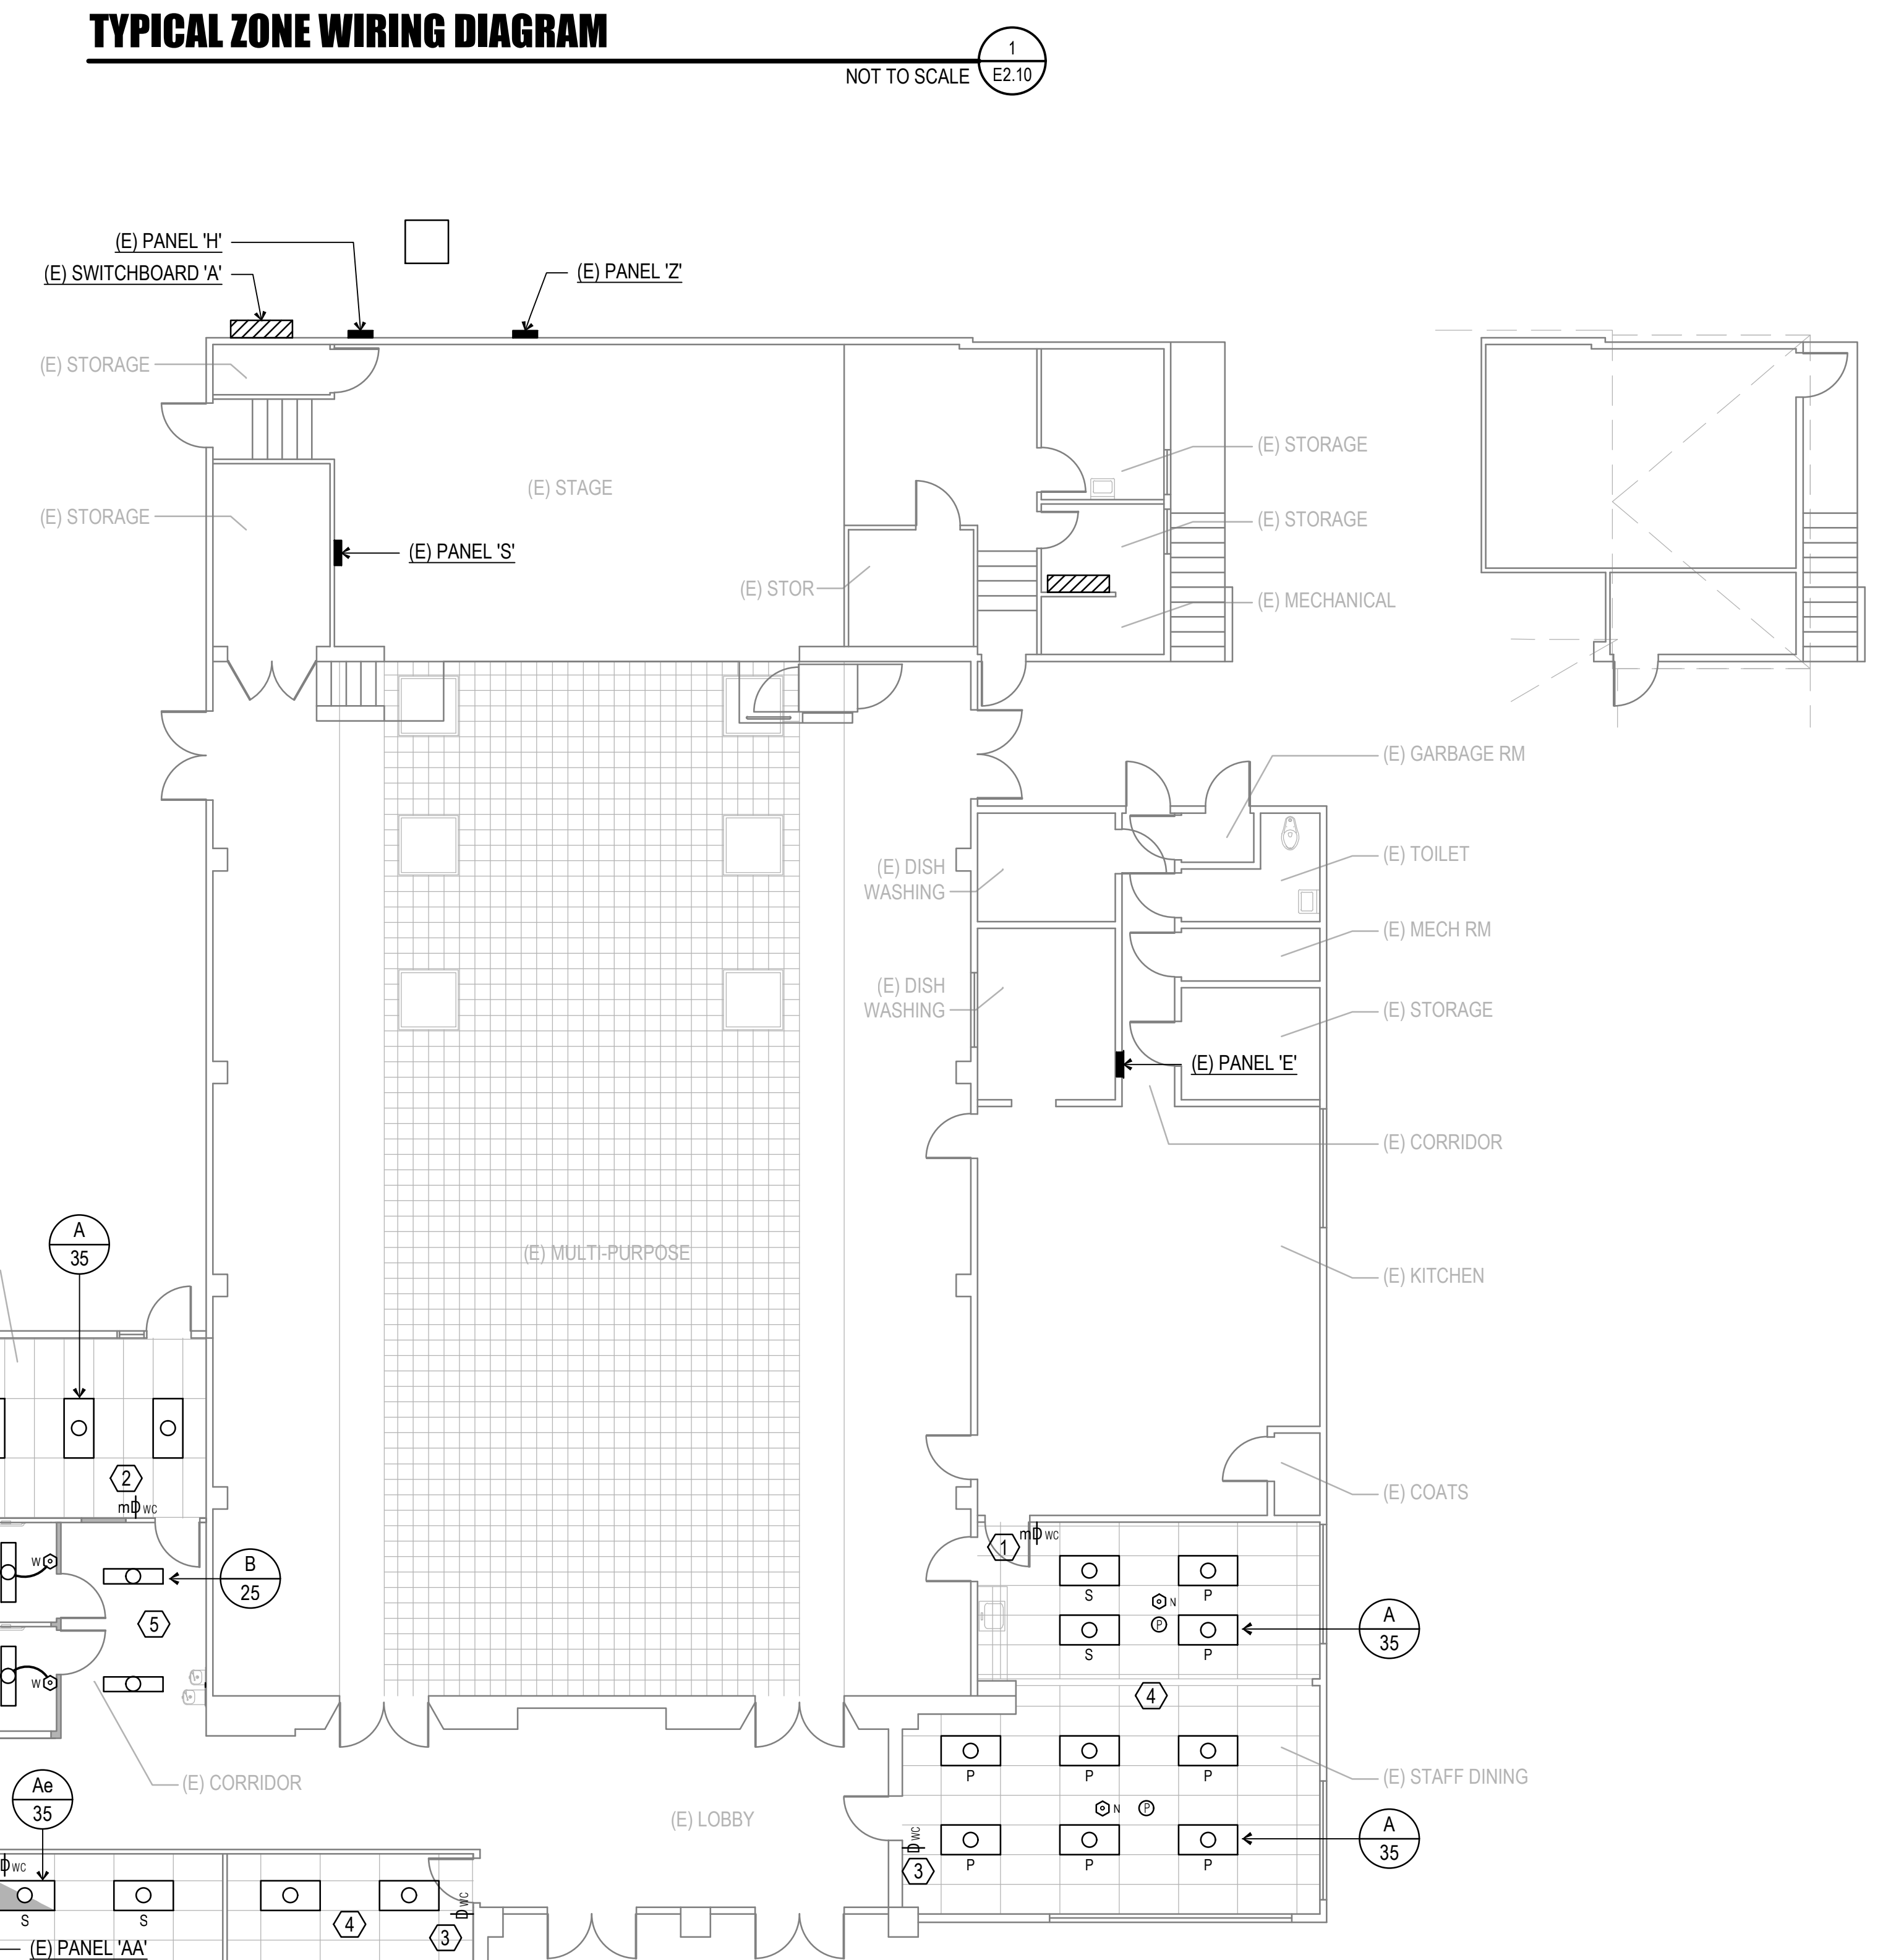 TYPICAL ZONE WIRING DIAGRAM
1
NOT TO SCALE
E2.10
(E) PANEL 'H'
(E) SWITCHBOARD 'A'
(E) PANEL 'Z'
(E) STORAGE
(E) STORAGE
(E) STAGE
(E) STORAGE
(E) STORAGE
(E) PANEL 'S'
(E) STOR
(E) MECHANICAL
(E) GARBAGE RM
(E) DISH
WASHING
(E) TOILET
(E) MECH RM
(E) DISH
WASHING
(E) STORAGE
(E) PANEL 'E'
(E) CORRIDOR
A
35
(E) MULTI-PURPOSE
(E) KITCHEN
2
mD WC
(E) COATS
1
mD WC
W
B
25
5
S
P
N
P
S
P
A
35
W
4
(E) CORRIDOR
P
P
P
(E) STAFF DINING
Ae
35
(E) LOBBY
N
P
D WC
3
P
P
P
A
35
D WC
S
S
4
D WC
3
(E) PANEL 'AA'